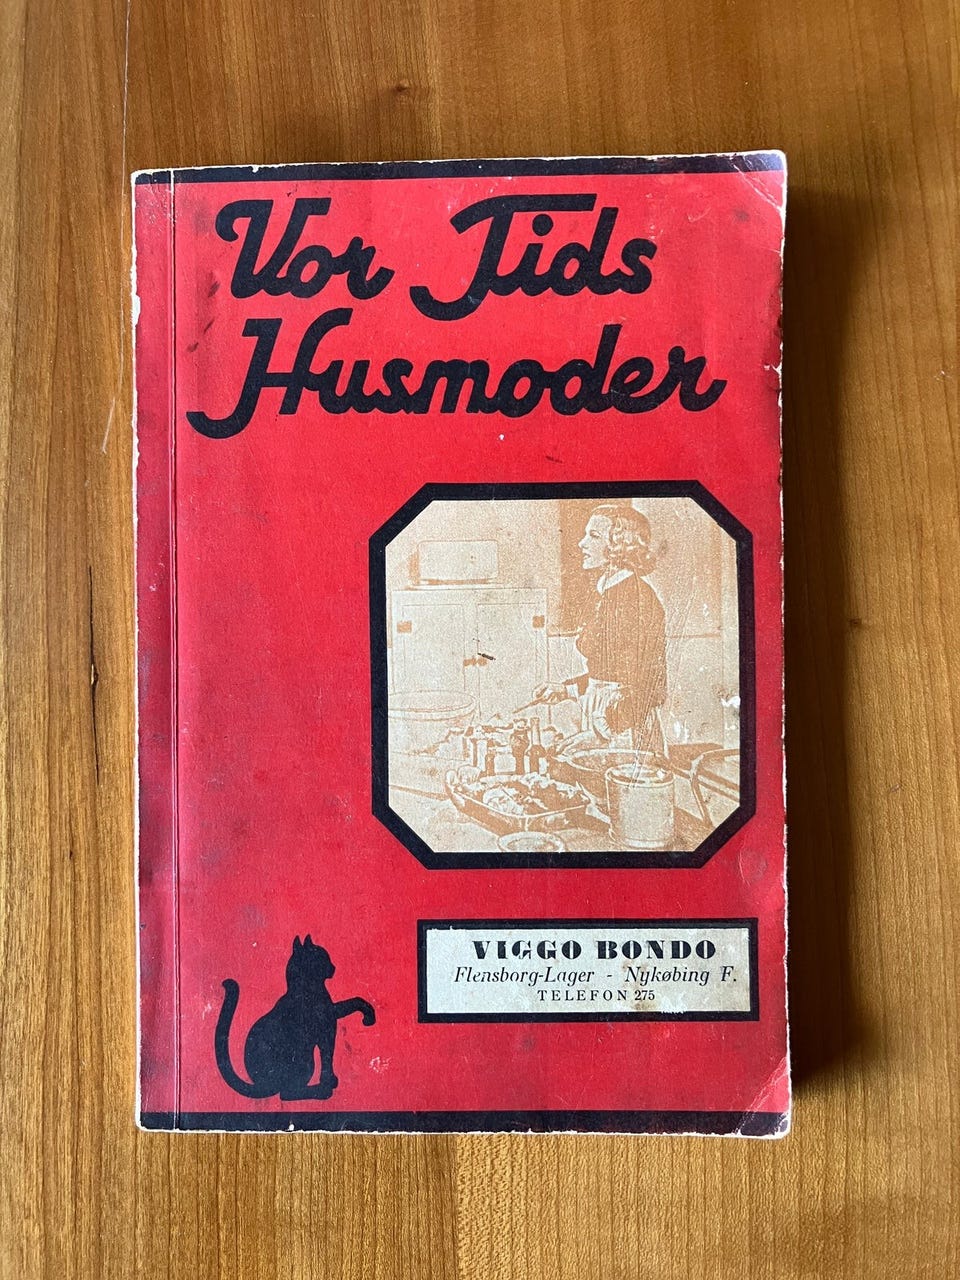 Vor Tids
Husmoder
VIGGO BONDO
Flensborg-Lager - Nykøbing F.
TELEFON 275